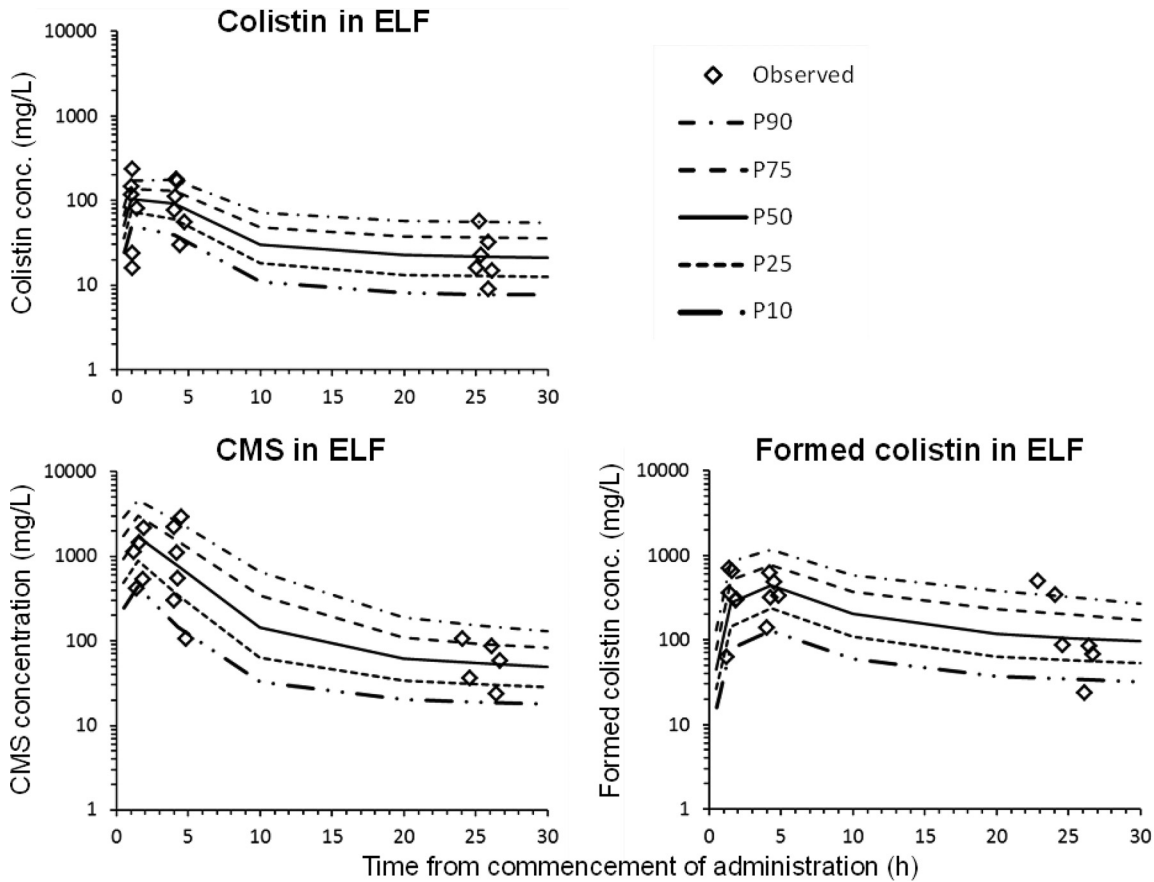 Colistin in ELF
Colistin conc. (mg/L)
10000
1000
100
10
1
0 5 10 15 20 25 30
Observed
P90
P75
P50
P25
P10
CMS in ELF
CMS concentration (mg/L)
10000
1000
100
10
1
0 5 10 15 20 25 30
Formed colistin in ELF
Formed colistin conc. (mg/L)
10000
1000
100
10
1
0 5 10 15 20 25 30
Time from commencement of administration (h)